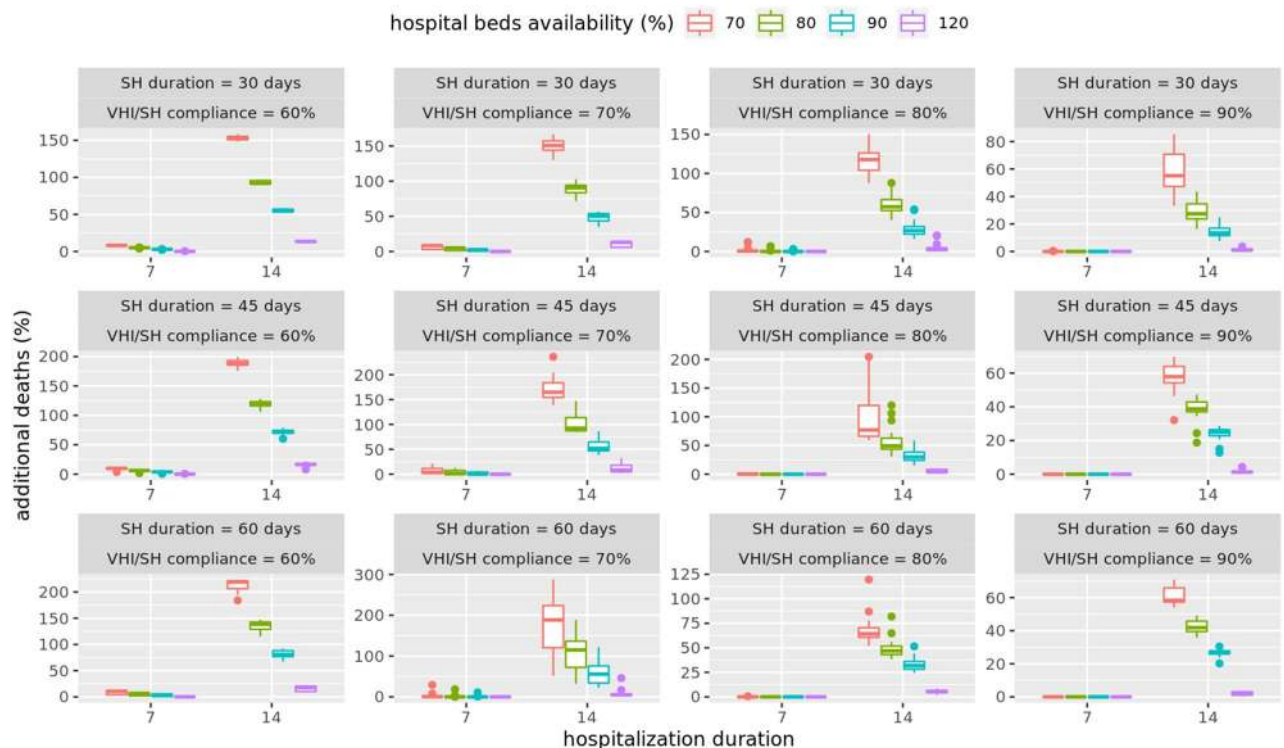 hospital beds availability (%) 70 80 90 120
SH duration = 30 days
VHI/SH compliance = 60%
150
100
50
0
7 14
SH duration = 30 days
VHI/SH compliance = 70%
150
100
50
0
7 14
SH duration = 30 days
VHI/SH compliance = 80%
150
100
50
0
7 14
SH duration = 30 days
VHI/SH compliance = 90%
80
60
40
20
0
7 14
additional deaths (%)
SH duration = 45 days
VHI/SH compliance = 60%
200
150
100
50
0
7 14
SH duration = 45 days
VHI/SH compliance = 70%
200
150
100
50
0
7 14
SH duration = 45 days
VHI/SH compliance = 80%
200
150
100
50
0
7 14
SH duration = 45 days
VHI/SH compliance = 90%
60
40
20
0
7 14
SH duration = 60 days
VHI/SH compliance = 60%
200
150
100
50
0
7 14
SH duration = 60 days
VHI/SH compliance = 70%
300
200
100
0
7 14
SH duration = 60 days
VHI/SH compliance = 80%
125
100
75
50
25
0
7 14
SH duration = 60 days
VHI/SH compliance = 90%
60
40
20
0
7 14
hospitalization duration